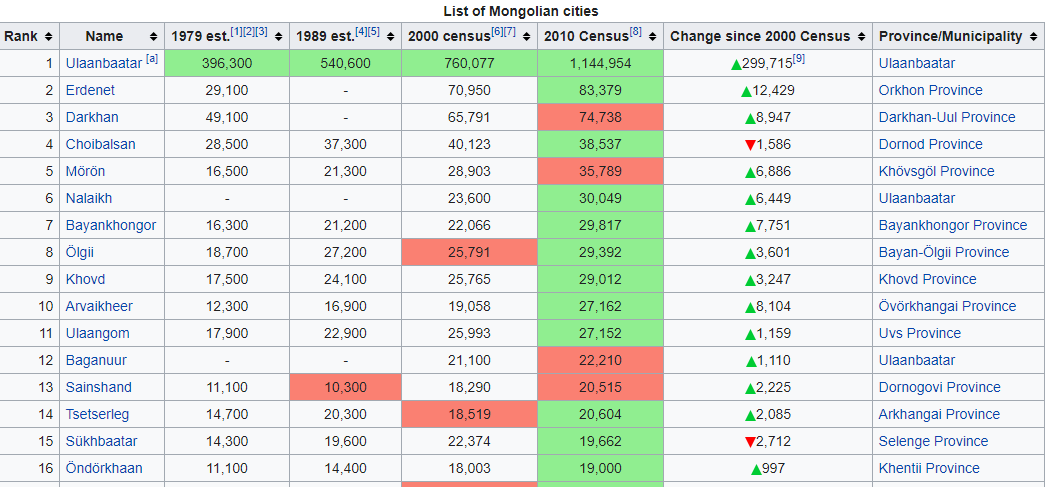 List of Mongolian cities
Rank Name 1979 est.[1][2][3] 1989 est.[4][5] 2000 census[6][7] 2010 Census[8] Change since 2000 Census Province/Municipality
1 Ulaanbaatar [a] 396,300 540,600 760,077 1,144,954 ▲299,715[9] Ulaanbaatar
2 Erdenet 29,100 - 70,950 83,379 ▲12,429 Orkhon Province
3 Darkhan 49,100 - 65,791 74,738 ▲8,947 Darkhan-Uul Province
4 Choibalsan 28,500 37,300 40,123 38,537 ▼1,586 Dornod Province
5 Mörön 16,500 21,300 28,903 35,789 ▲6,886 Khövsgöl Province
6 Nalaikh - - 23,600 30,049 ▲6,449 Ulaanbaatar
7 Bayankhongor 16,300 21,200 22,066 29,817 ▲7,751 Bayankhongor Province
8 Ölgii 18,700 27,200 25,791 29,392 ▲3,601 Bayan-Ölgii Province
9 Khovd 17,500 24,100 25,765 29,012 ▲3,247 Khovd Province
10 Arvaikheer 12,300 16,900 19,058 27,162 ▲8,104 Övörkhangai Province
11 Ulaangom 17,900 22,900 25,993 27,152 ▲1,159 Uvs Province
12 Baganuur - - 21,100 22,210 ▲1,110 Ulaanbaatar
13 Sainshand 11,100 10,300 18,290 20,515 ▲2,225 Dornogovi Province
14 Tsetserleg 14,700 20,300 18,519 20,604 ▲2,085 Arkhangai Province
15 Sükhbaatar 14,300 19,600 22,374 19,662 ▼2,712 Selenge Province
16 Öndörkhaan 11,100 14,400 18,003 19,000 ▲997 Khentii Province